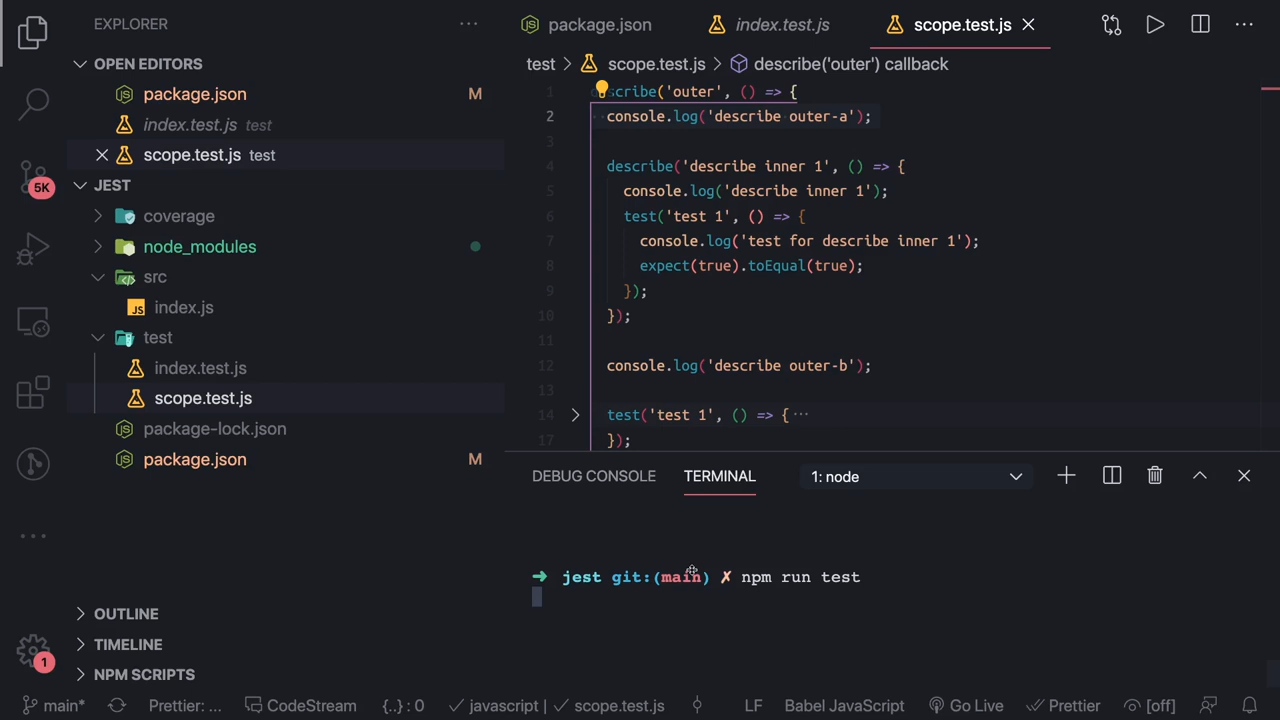 EXPLORER
OPEN EDITORS
package.json M
index.test.js test
scope.test.js test
JEST
coverage
node_modules
src
JS index.js
test
index.test.js
scope.test.js
package-lock.json
package.json M
OUTLINE
TIMELINE
NPM SCRIPTS
5K
1
package.json index.test.js scope.test.js
test > scope.test.js > describe('outer') callback
1 scribe('outer', () => {
2 console.log('describe outer-a');
3
4 describe('describe inner 1', () => {
5 console.log('describe inner 1');
6 test('test 1', () => {
7 console.log('test for describe inner 1');
8 expect(true).toEqual(true);
9 });
10 });
11
12 console.log('describe outer-b');
13
14 test('test 1', () => {···
17 });
DEBUG CONSOLE TERMINAL 1: node
➜ jest git:(main) ✗ npm run test
main* Prettier: ... CodeStream {..} : 0 ✓ javascript | ✓ scope.test.js LF Babel JavaScript Go Live Prettier [off]